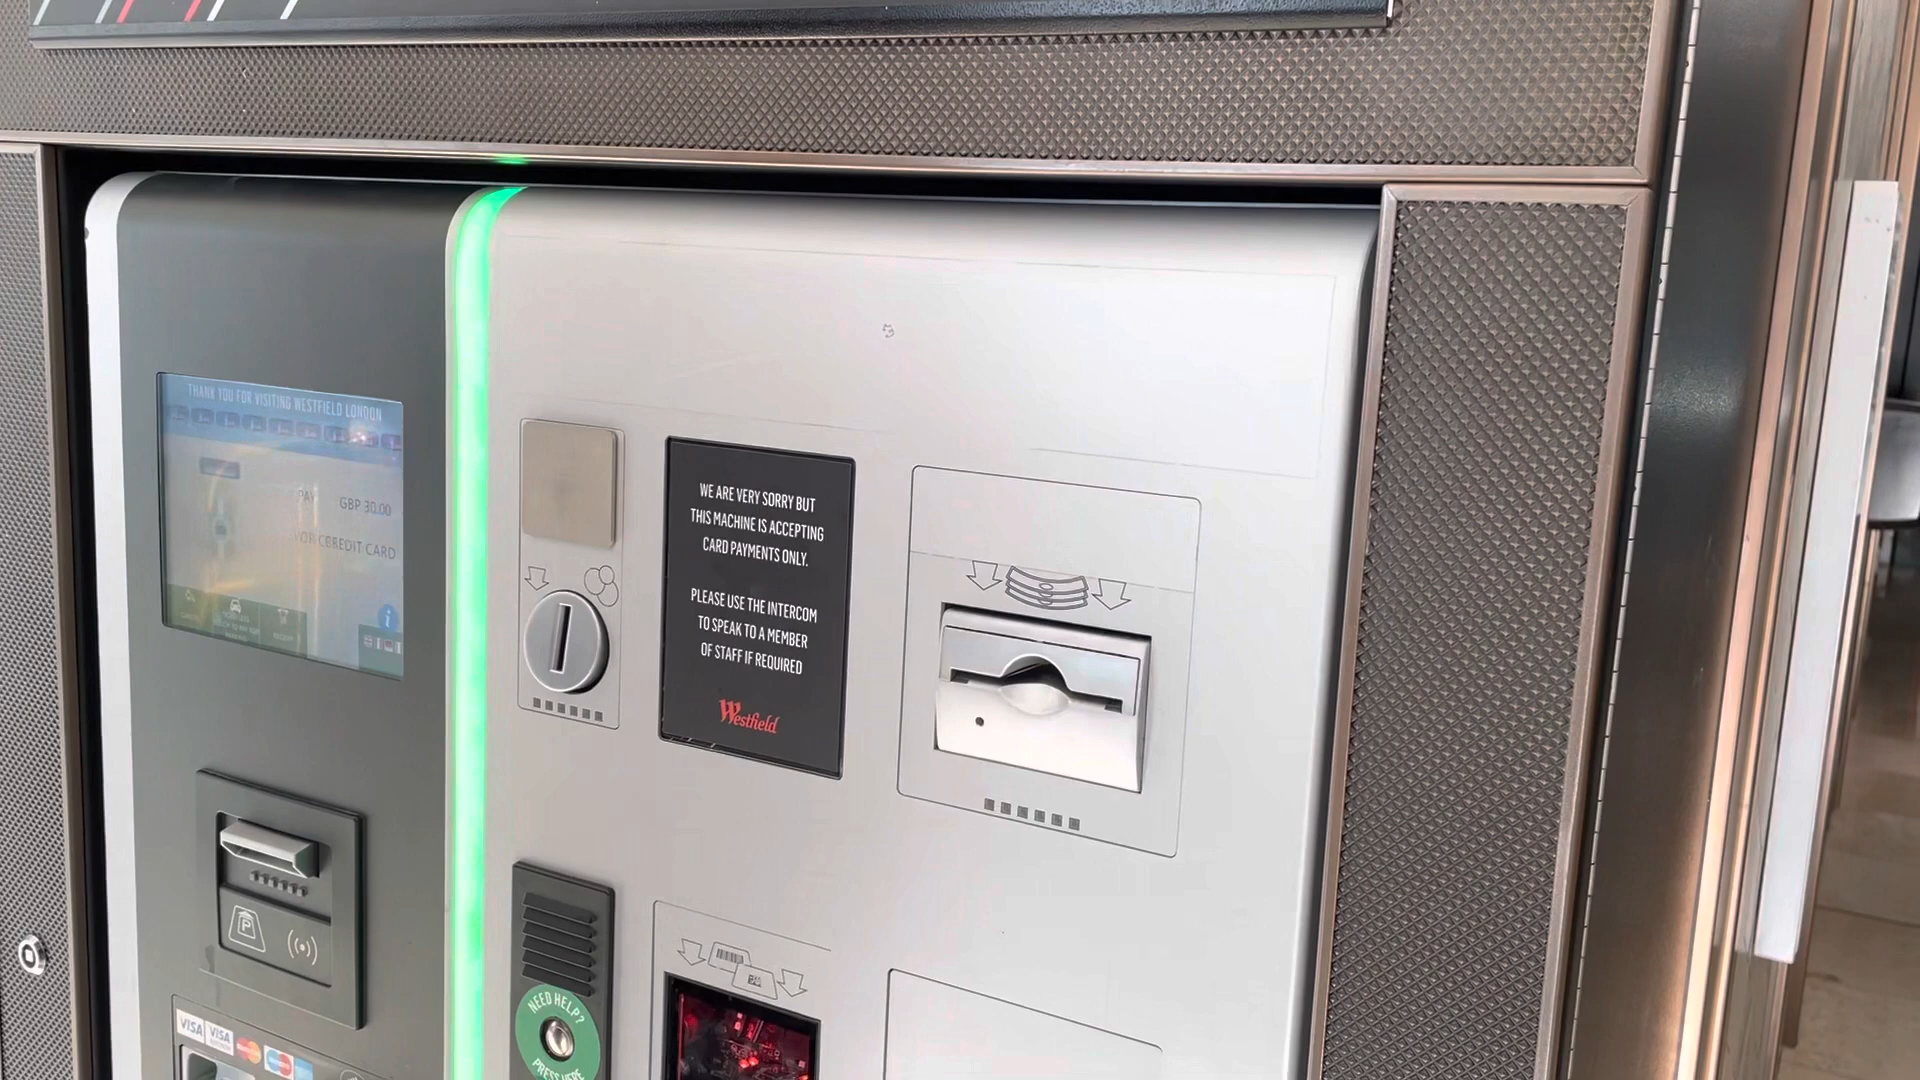 THANK YOU FOR VISITING WESTFIELD LONDON
PAY GBP 30.00
CREDIT CARD
WE ARE VERY SORRY BUT
THIS MACHINE IS ACCEPTING
CARD PAYMENTS ONLY.
PLEASE USE THE INTERCOM
TO SPEAK TO A MEMBER
OF STAFF IF REQUIRED
Westfield
P
NEED HELP?
PRESS HERE
VISA
VISA